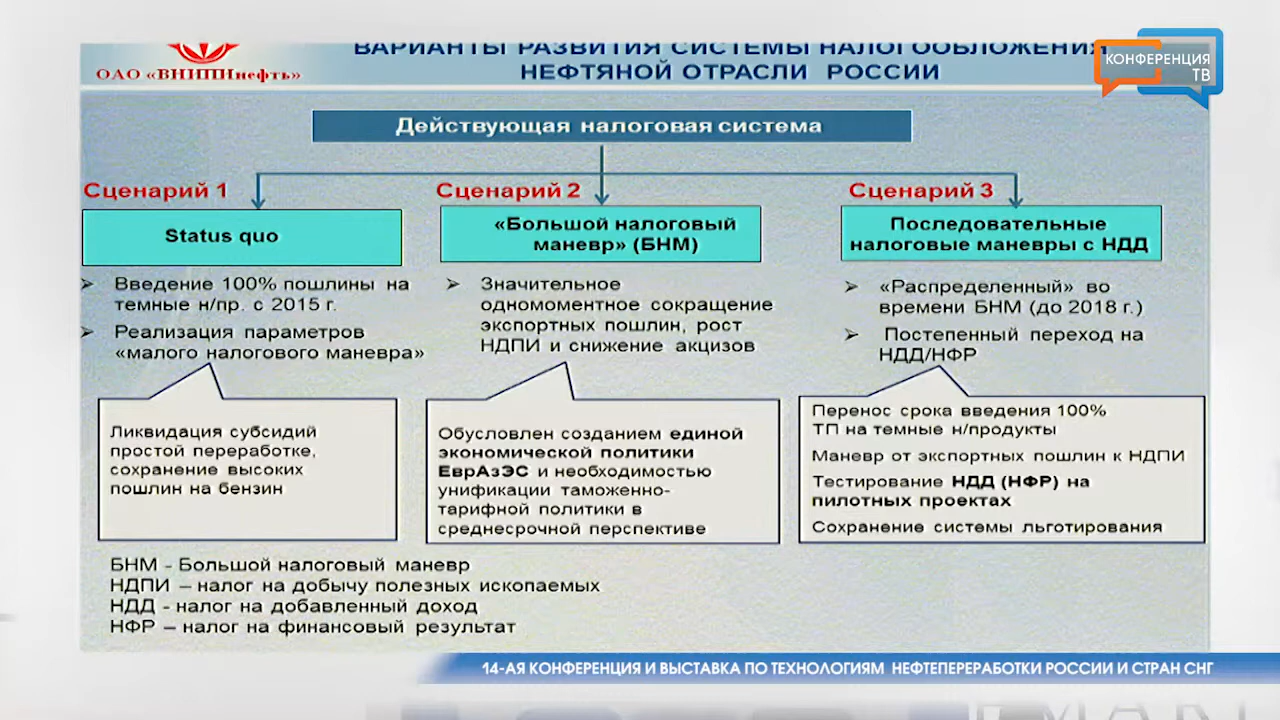 ВАРИАНТЫ РАЗВИТИЯ СИСТЕМЫ НАЛОГООБЛОЖЕНИЯ
НЕФТЯНОЙ ОТРАСЛИ РОССИИ
ОАО «ВНИПИнефть»
КОНФЕРЕНЦИЯ
ТВ
Действующая налоговая система
Сценарий 1
Status quo
Введение 100% пошлины на
темные н/пр. с 2015 г.
Реализация параметров
«малого налогового маневра»
Ликвидация субсидий
простой переработке,
сохранение высоких
пошлин на бензин
Сценарий 2
«Большой налоговый
маневр» (БНМ)
Значительное
одномоментное сокращение
экспортных пошлин, рост
НДПИ и снижение акцизов
Обусловлен созданием единой
экономической политики
ЕврАзЭС и необходимостью
унификации таможенно-
тарифной политики в
среднесрочной перспективе
Сценарий 3
Последовательные
налоговые маневры с НДД
«Распределенный» во
времени БНМ (до 2018 г.)
Постепенный переход на
НДД/НФР
Перенос срока введения 100%
ТП на темные н/продукты
Маневр от экспортных пошлин к НДПИ
Тестирование НДД (НФР) на
пилотных проектах
Сохранение системы льготирования
БНМ - Большой налоговый маневр
НДПИ – налог на добычу полезных ископаемых
НДД - налог на добавленный доход
НФР – налог на финансовый результат
14-АЯ КОНФЕРЕНЦИЯ И ВЫСТАВКА ПО ТЕХНОЛОГИЯМ НЕФТЕПЕРЕРАБОТКИ РОССИИ И СТРАН СНГ